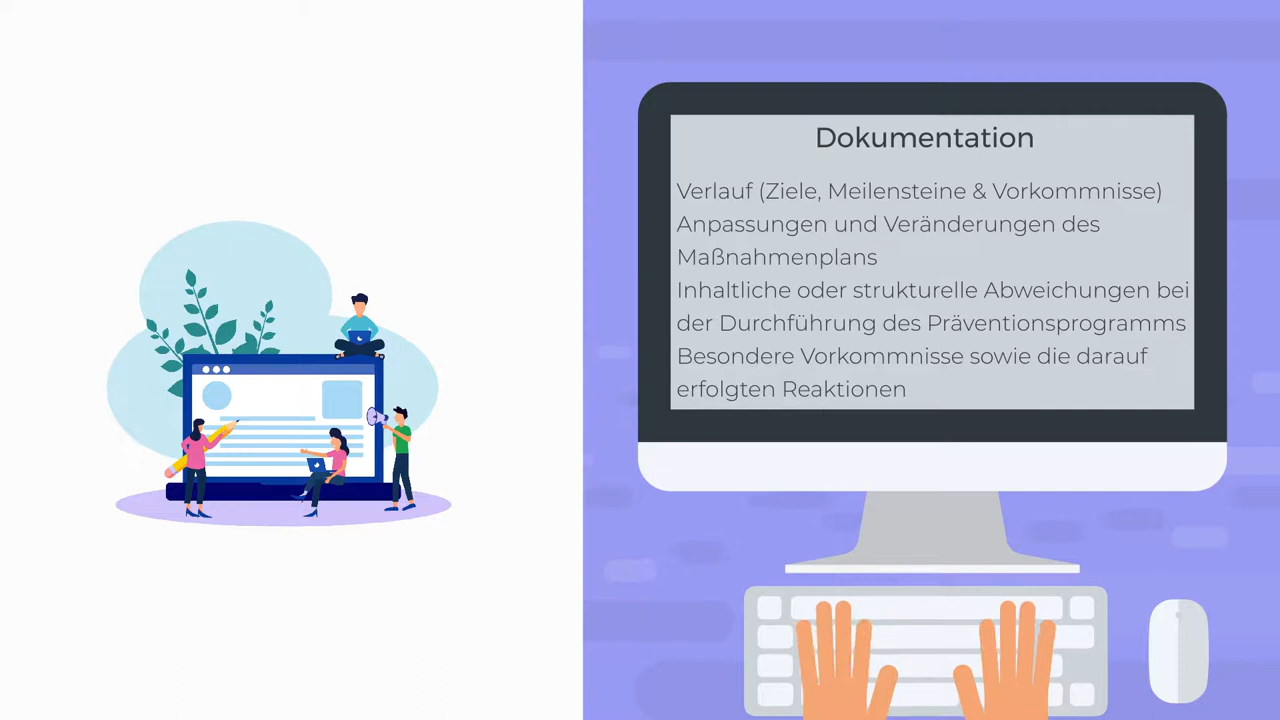 Dokumentation
Verlauf (Ziele, Meilensteine & Vorkommnisse)
Anpassungen und Veränderungen des
Maßnahmenplans
Inhaltliche oder strukturelle Abweichungen bei
der Durchführung des Präventionsprogramms
Besondere Vorkommnisse sowie die darauf
erfolgten Reaktionen